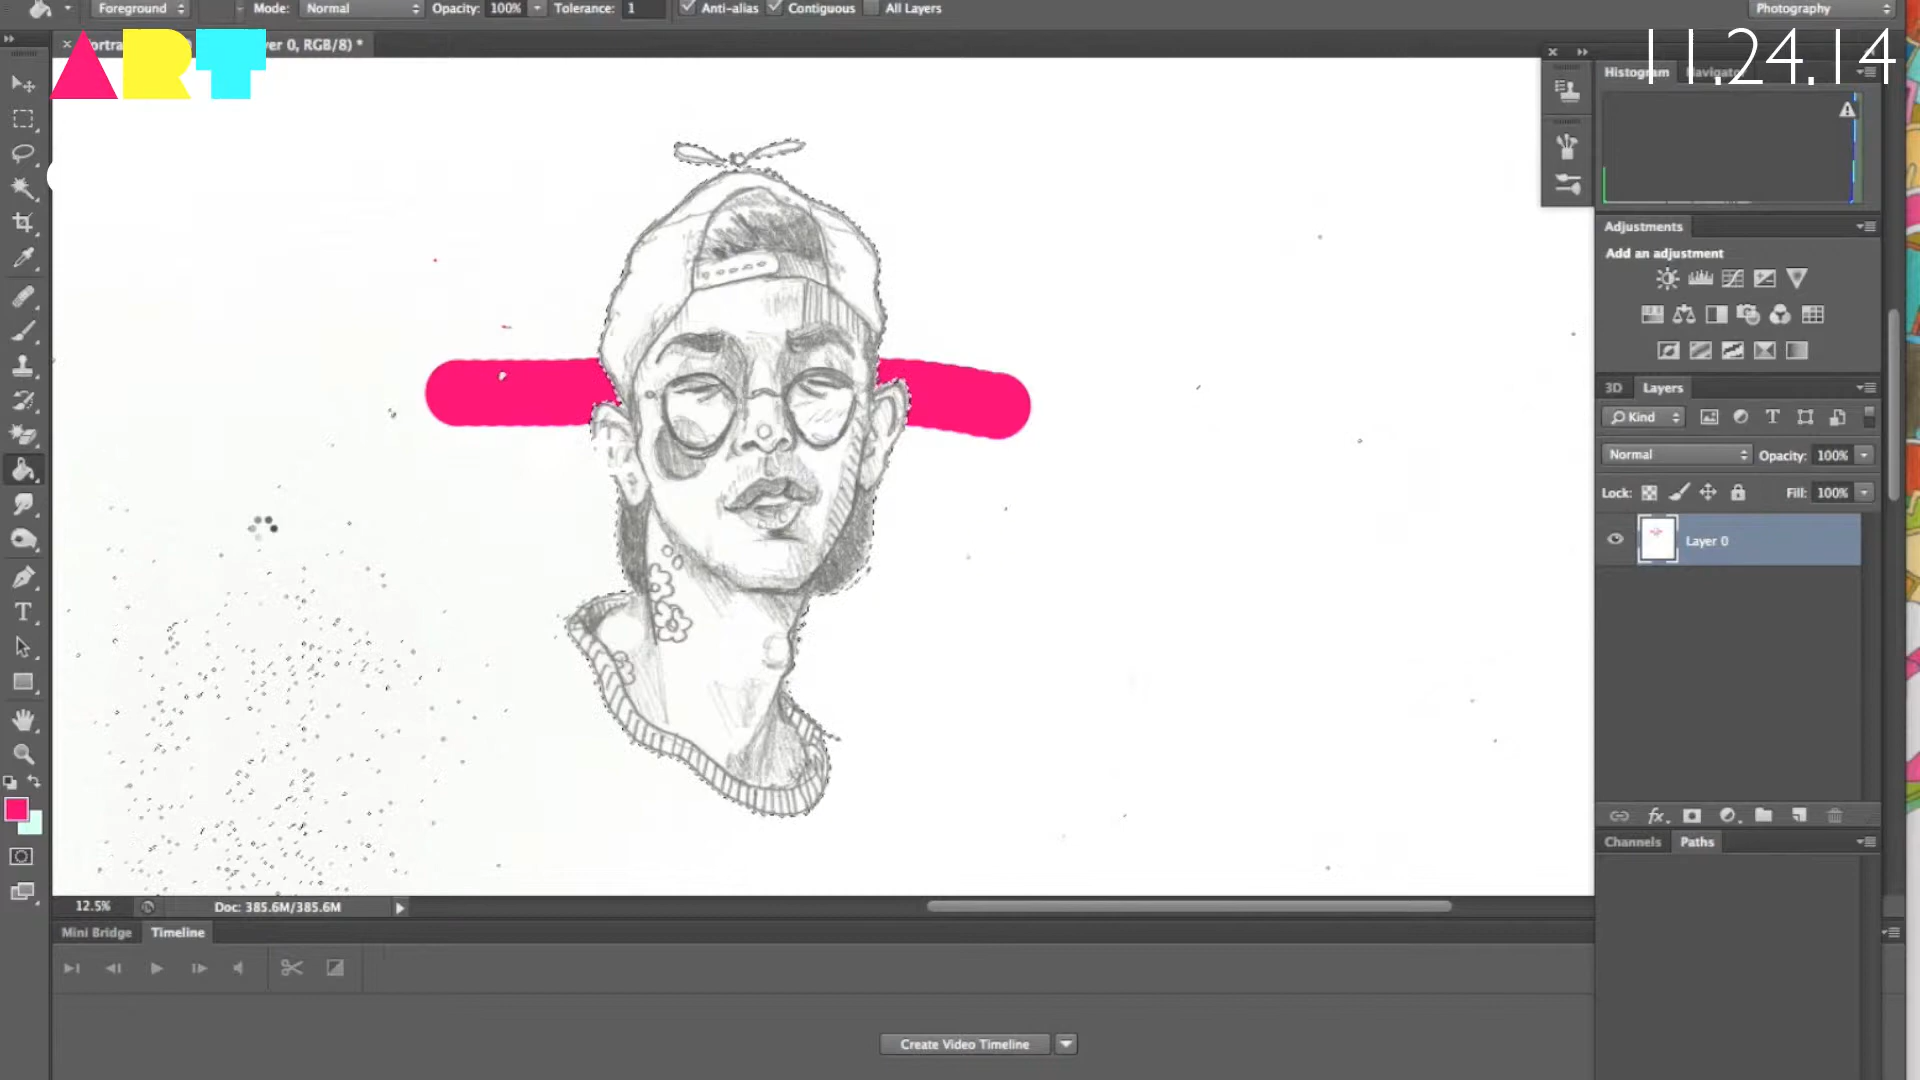 Foreground Mode: Normal Opacity: 100% Tolerance: 1 Anti-alias Contiguous All Layers Photography
ART
er 0, RGB/8) *
11.24.14
Histogram Navigator
Adjustments
Add an adjustment
3D Layers
Kind
Normal Opacity: 100%
Lock: Fill: 100%
Layer 0
fx
Channels Paths
12.5% Doc: 385.6M/385.6M
Mini Bridge Timeline
Create Video Timeline